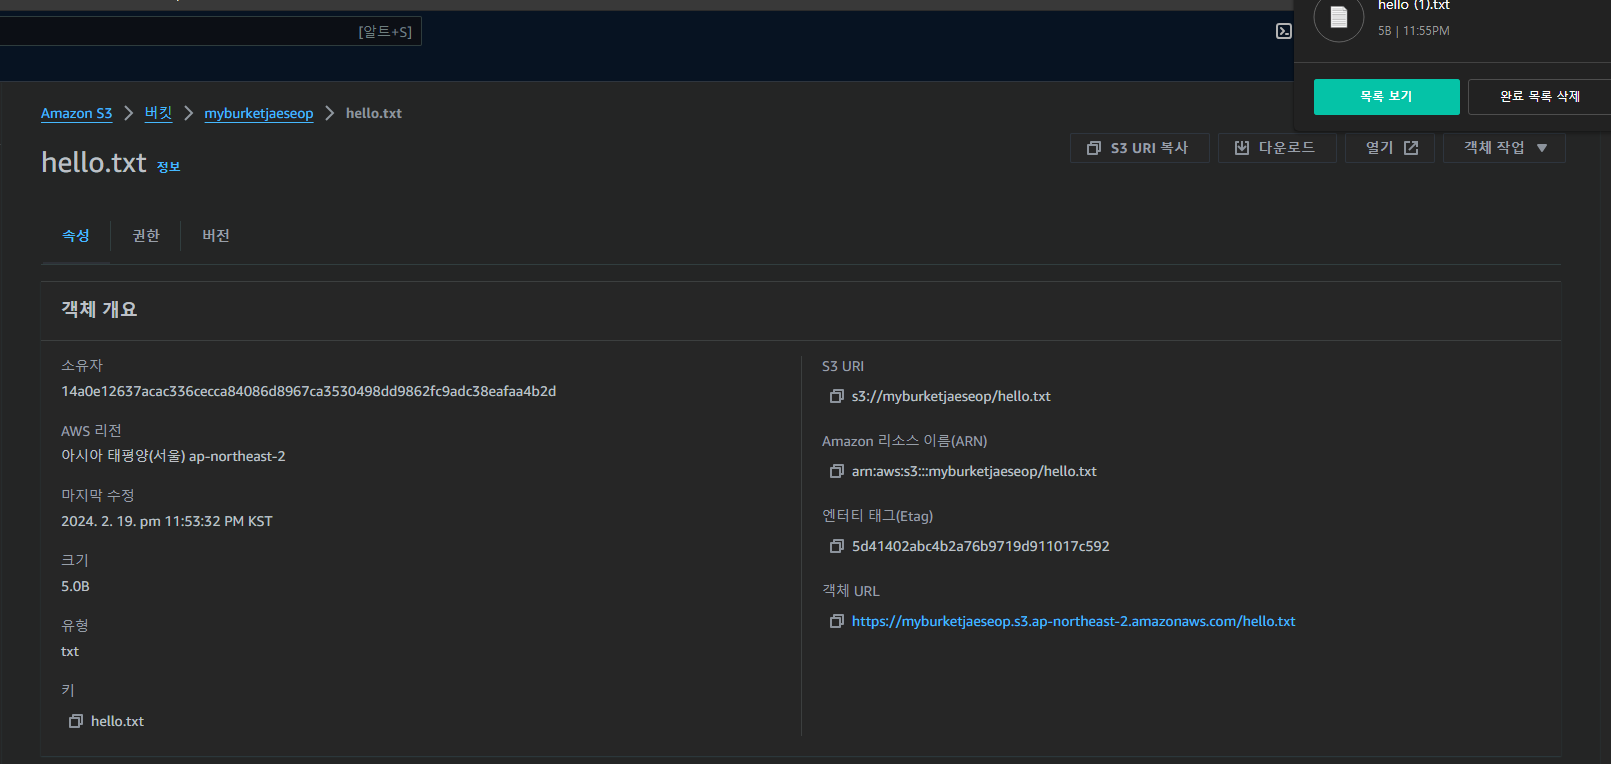 hello (1).txt
5B | 11:55PM
목록 보기
완료 목록 삭제
[알트+S]
Amazon S3 > 버킷 > myburketjaeseop > hello.txt
hello.txt 정보
S3 URI 복사
다운로드
열기
객체 작업
속성
권한
버전
객체 개요
소유자
14a0e12637acac336cecca84086d8967ca3530498dd9862fc9adc38eafaa4b2d
AWS 리전
아시아 태평양(서울) ap-northeast-2
마지막 수정
2024. 2. 19. pm 11:53:32 PM KST
크기
5.0B
유형
txt
키
hello.txt
S3 URI
s3://myburketjaeseop/hello.txt
Amazon 리소스 이름(ARN)
arn:aws:s3:::myburketjaeseop/hello.txt
엔터티 태그(Etag)
5d41402abc4b2a76b9719d911017c592
객체 URL
https://myburketjaeseop.s3.ap-northeast-2.amazonaws.com/hello.txt